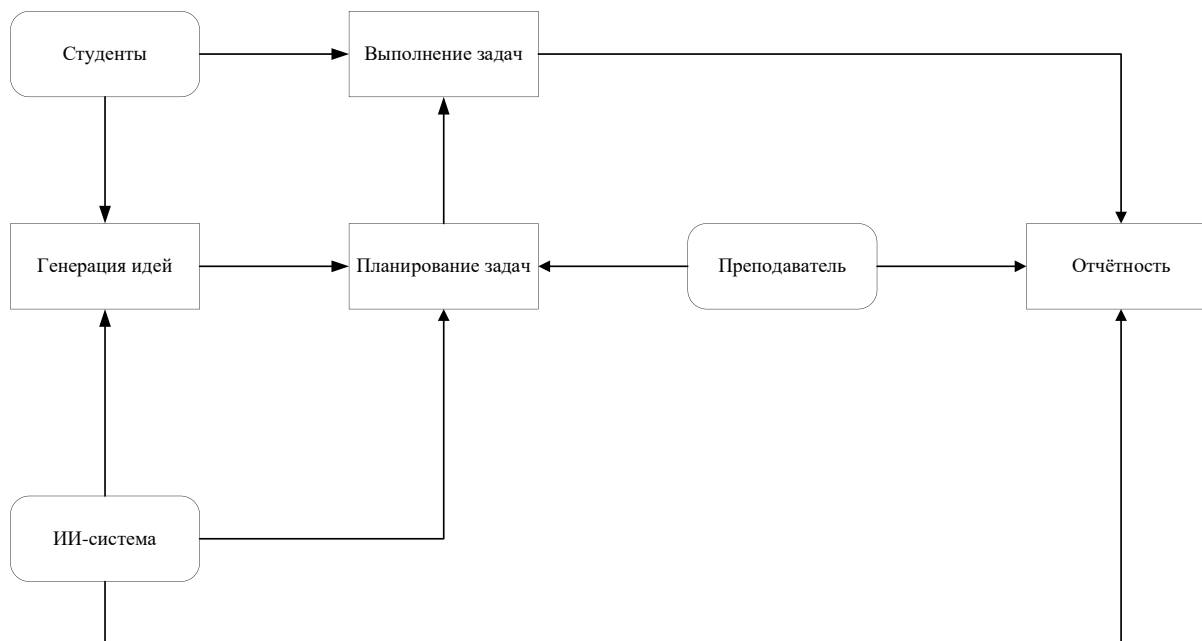 Студенты
Выполнение задач
Генерация идей
Планирование задач
Преподаватель
Отчётность
ИИ-система